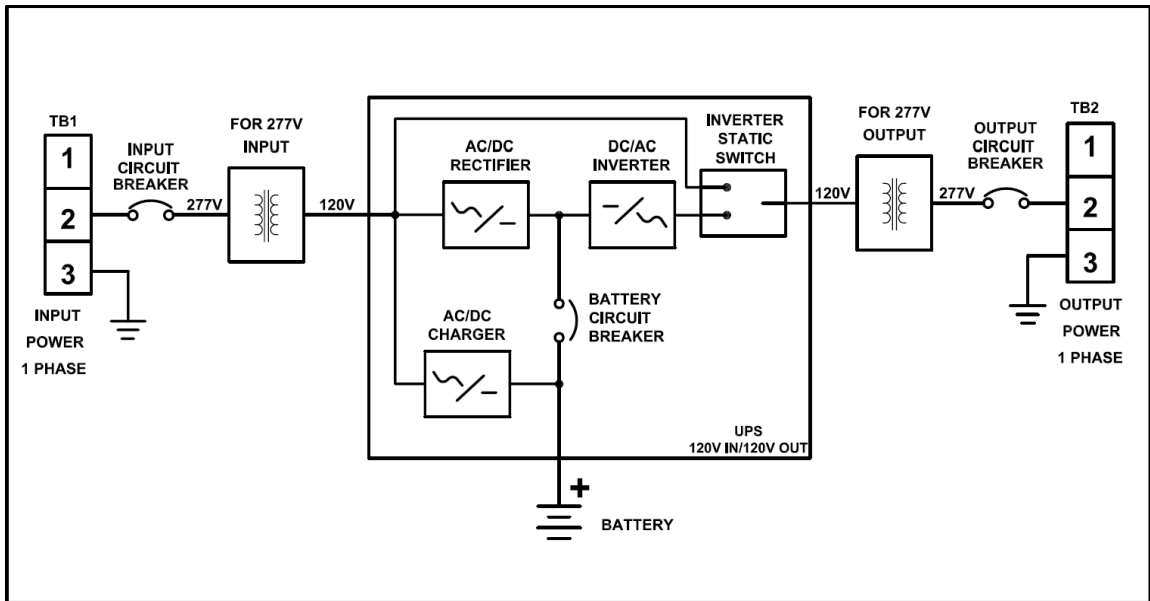 TB1
1
2
3
INPUT
POWER
1 PHASE
INPUT
CIRCUIT
BREAKER
277V
FOR 277V
INPUT
120V
AC/DC
RECTIFIER
DC/AC
INVERTER
INVERTER
STATIC
SWITCH
AC/DC
CHARGER
BATTERY
CIRCUIT
BREAKER
UPS
120V IN/120V OUT
+
BATTERY
120V
FOR 277V
OUTPUT
277V
OUTPUT
CIRCUIT
BREAKER
TB2
1
2
3
OUTPUT
POWER
1 PHASE